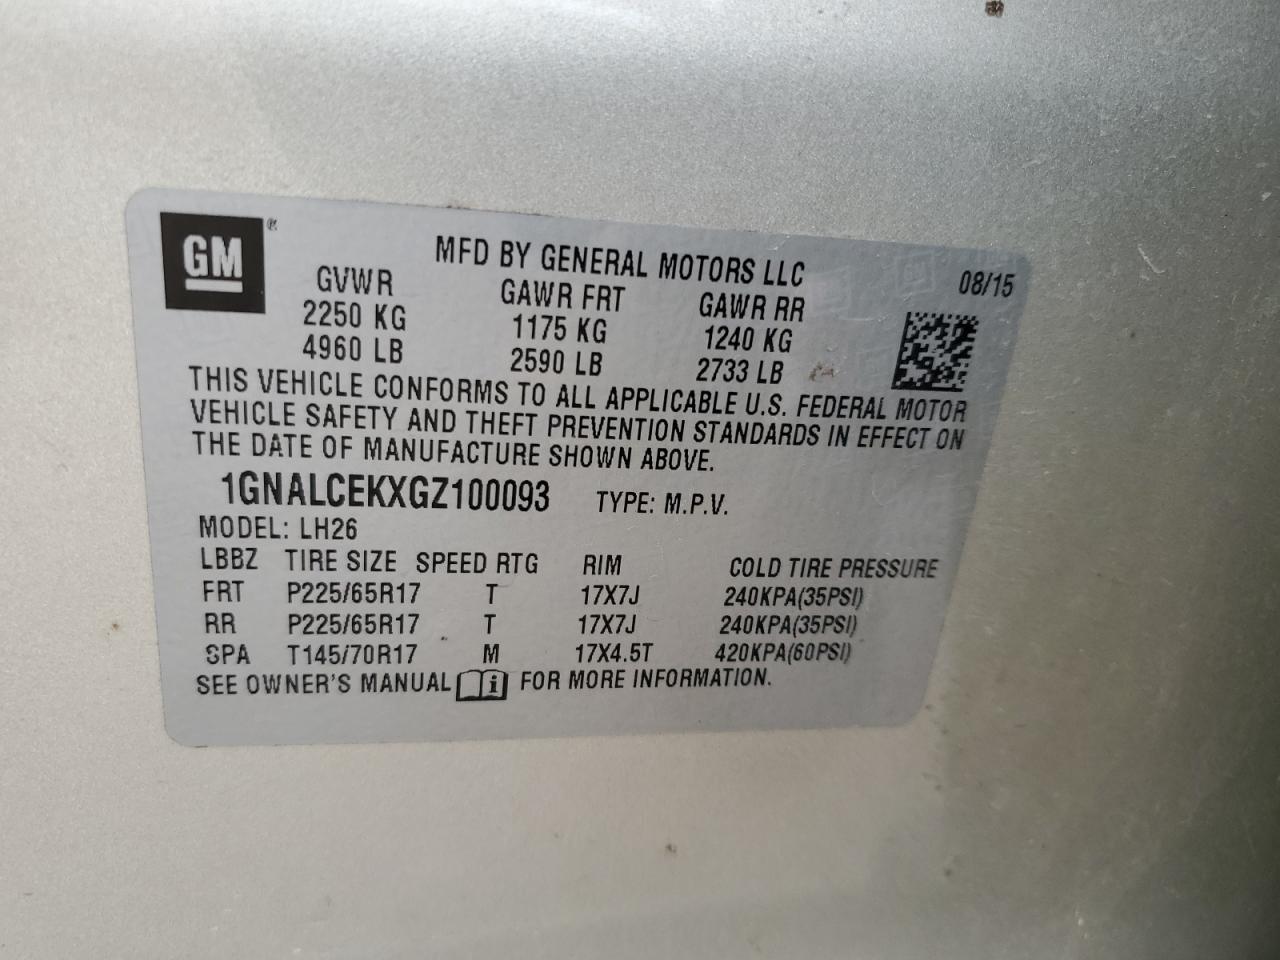 GM ®
MFD BY GENERAL MOTORS LLC
08/15
GVWR GAWR FRT GAWR RR
2250 KG 1175 KG 1240 KG
4960 LB 2590 LB 2733 LB
THIS VEHICLE CONFORMS TO ALL APPLICABLE U.S. FEDERAL MOTOR
VEHICLE SAFETY AND THEFT PREVENTION STANDARDS IN EFFECT ON
THE DATE OF MANUFACTURE SHOWN ABOVE.
1GNALCEKXGZ100093 TYPE: M.P.V.
MODEL: LH26
LBBZ TIRE SIZE SPEED RTG RIM COLD TIRE PRESSURE
FRT P225/65R17 T 17X7J 240KPA(35PSI)
RR P225/65R17 T 17X7J 240KPA(35PSI)
SPA T145/70R17 M 17X4.5T 420KPA(60PSI)
SEE OWNER'S MANUAL i FOR MORE INFORMATION.